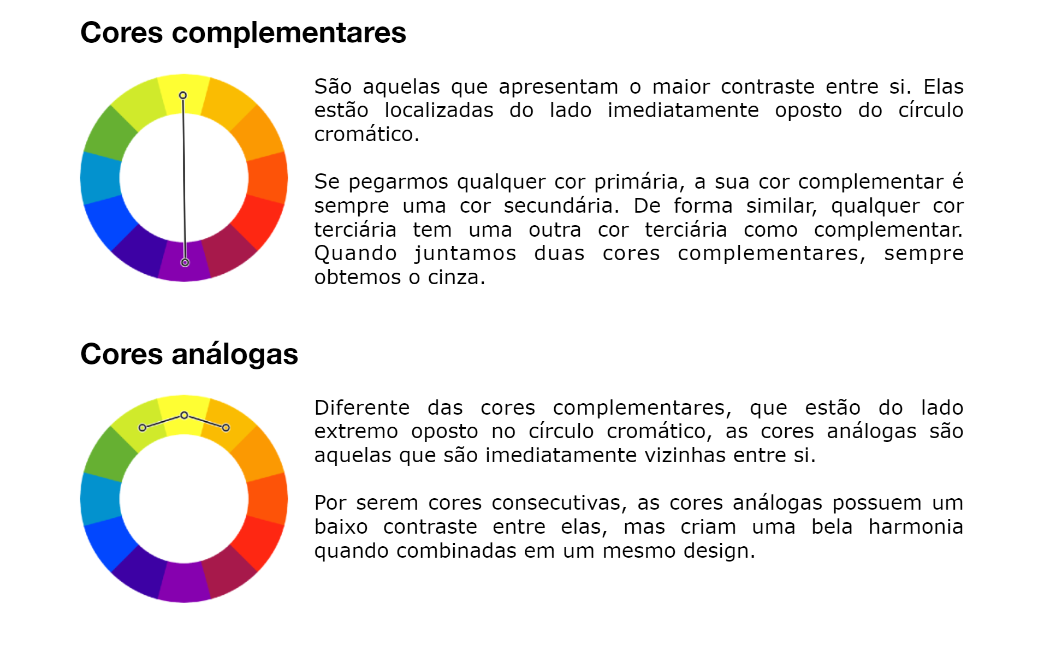 Cores complementares
São aquelas que apresentam o maior contraste entre si. Elas
estão localizadas do lado imediatamente oposto do círculo
cromático.
Se pegarmos qualquer cor primária, a sua cor complementar é
sempre uma cor secundária. De forma similar, qualquer cor
terciária tem uma outra cor terciária como complementar.
Quando juntamos duas cores complementares, sempre
obtemos o cinza.
Cores análogas
Diferente das cores complementares, que estão do lado
extremo oposto no círculo cromático, as cores análogas são
aquelas que são imediatamente vizinhas entre si.
Por serem cores consecutivas, as cores análogas possuem um
baixo contraste entre elas, mas criam uma bela harmonia
quando combinadas em um mesmo design.